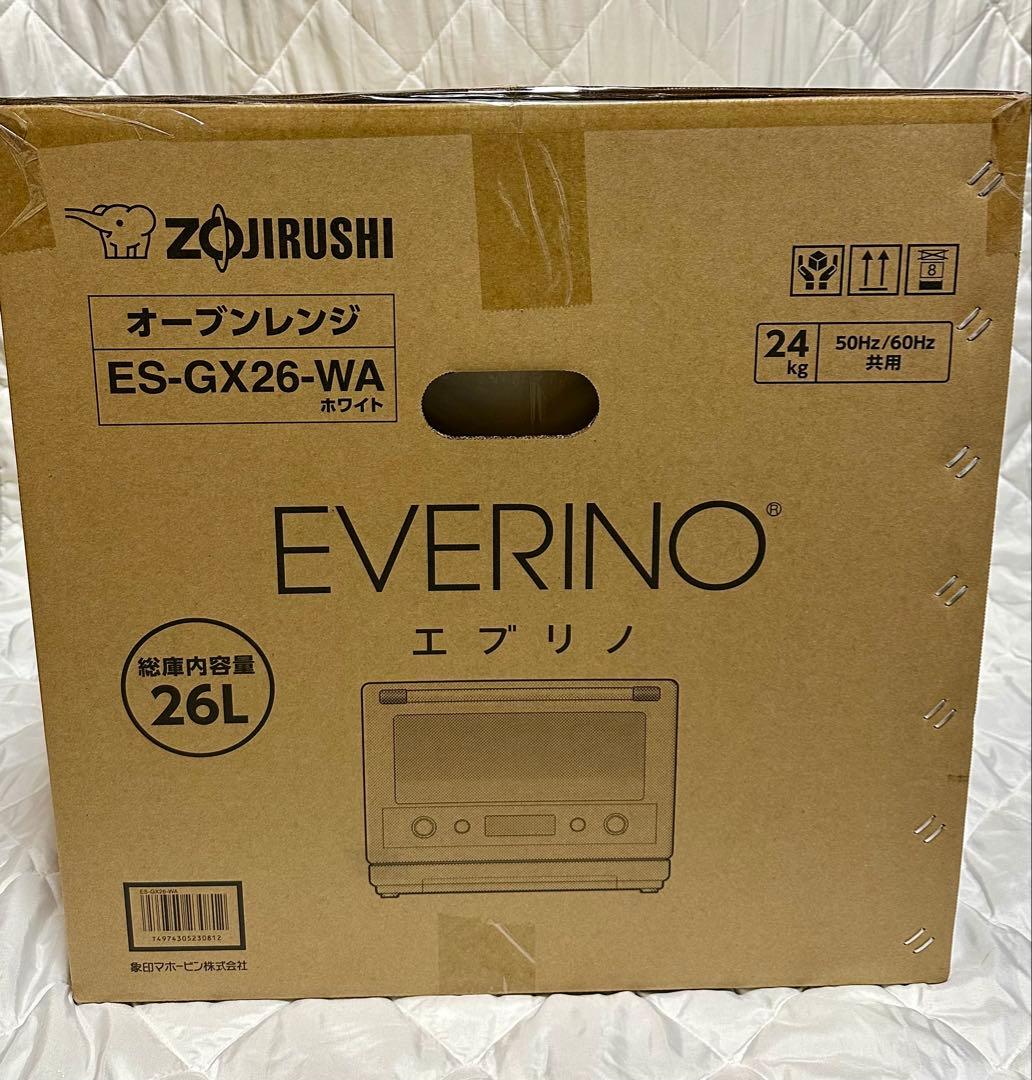 ZOJIRUSHI
オーブンレンジ
ES-GX26-WA
ホワイト
8
24
kg
50Hz/60Hz
共用
EVERINO®
エブリノ
総庫内容量
26L
ES-GX26-WA
T4974305230812
象印マホービン株式会社